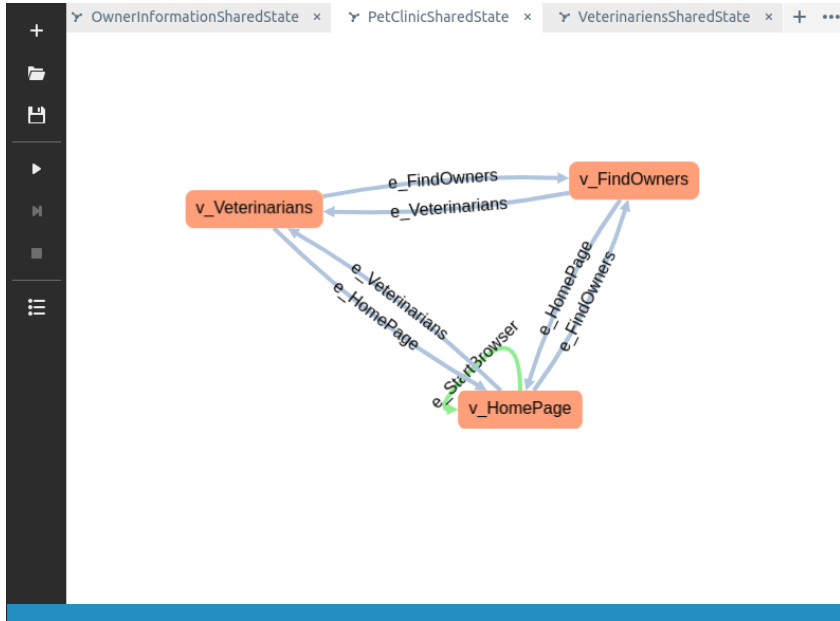 OwnerInformationSharedState ×
PetClinicSharedState ×
VeterinariensSharedState ×
e_FindOwners
v_FindOwners
v_Veterinarians
e_Veterinarians
e_Veterinarians
e_HomePage
e_HomePage
e_FindOwners
e_StartBrowser
v_HomePage